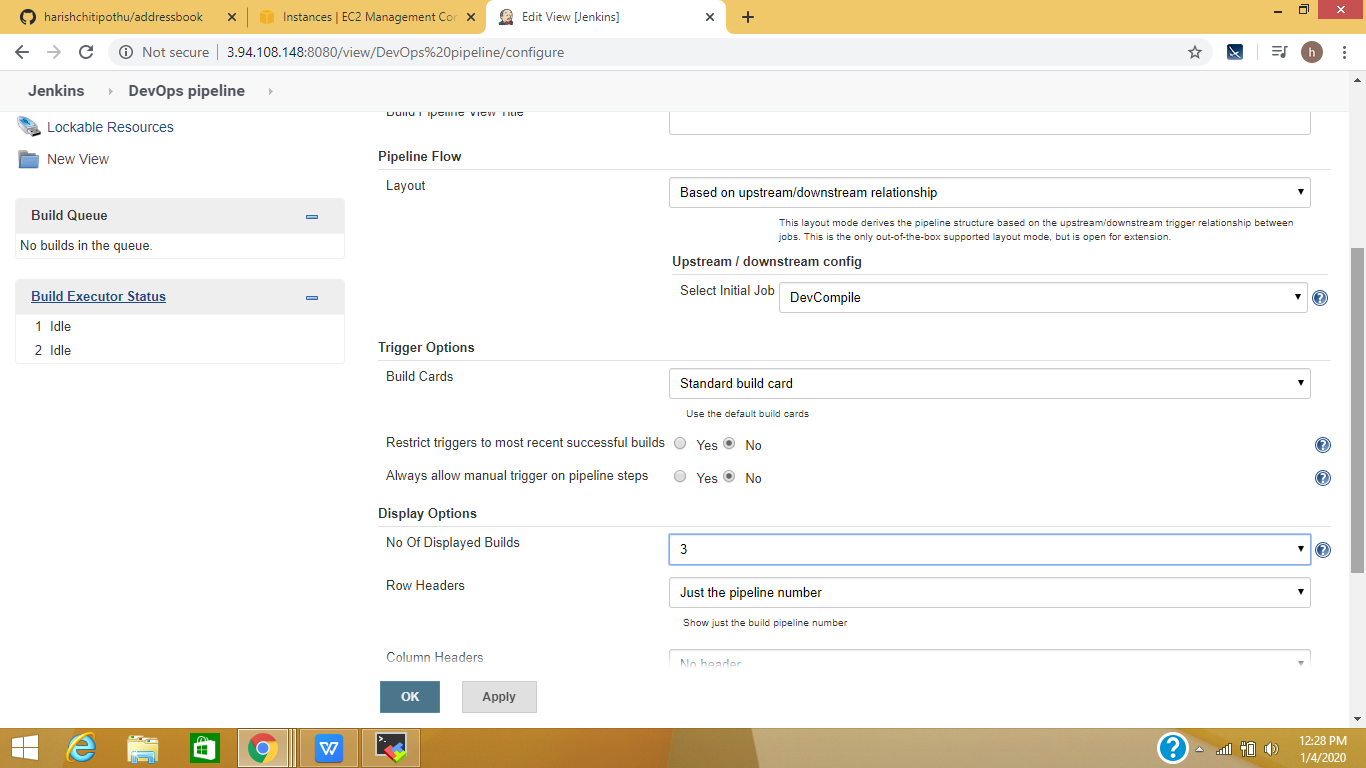 harishchitipothu/addressbook
Instances | EC2 Management Con
Edit View [Jenkins]
Not secure
3.94.108.148:8080/view/DevOps%20pipeline/configure
h
Jenkins
DevOps pipeline
Lockable Resources
New View
Build Queue
No builds in the queue.
Build Executor Status
1 Idle
2 Idle
Build Pipeline View Title
Pipeline Flow
Layout
Based on upstream/downstream relationship
This layout mode derives the pipeline structure based on the upstream/downstream trigger relationship between
jobs. This is the only out-of-the-box supported layout mode, but is open for extension.
Upstream / downstream config
Select Initial Job
DevCompile
Trigger Options
Build Cards
Standard build card
Use the default build cards
Restrict triggers to most recent successful builds
Yes
No
Always allow manual trigger on pipeline steps
Yes
No
Display Options
No Of Displayed Builds
3
Row Headers
Just the pipeline number
Show just the build pipeline number
Column Headers
No header
OK
Apply
12:28 PM
1/4/2020